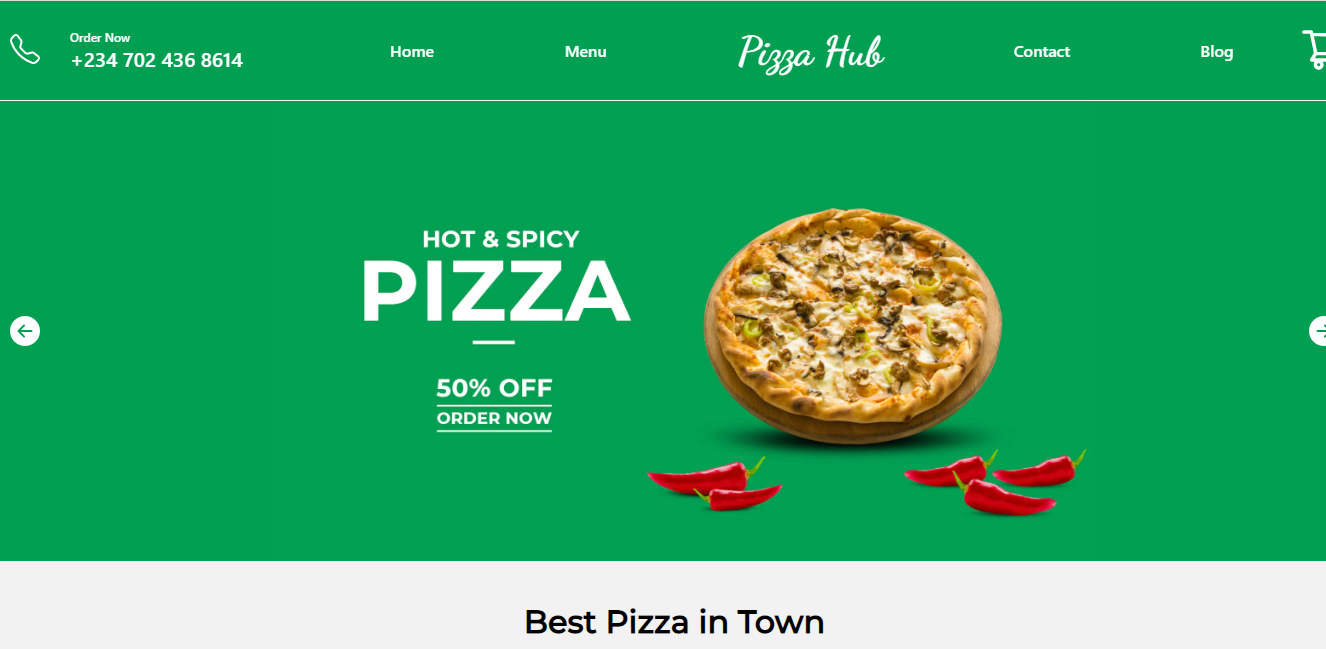 Order Now
+234 702 436 8614
Home
Menu
Pizza Hub
Contact
Blog
HOT & SPICY
PIZZA
50% OFF
ORDER NOW
Best Pizza in Town